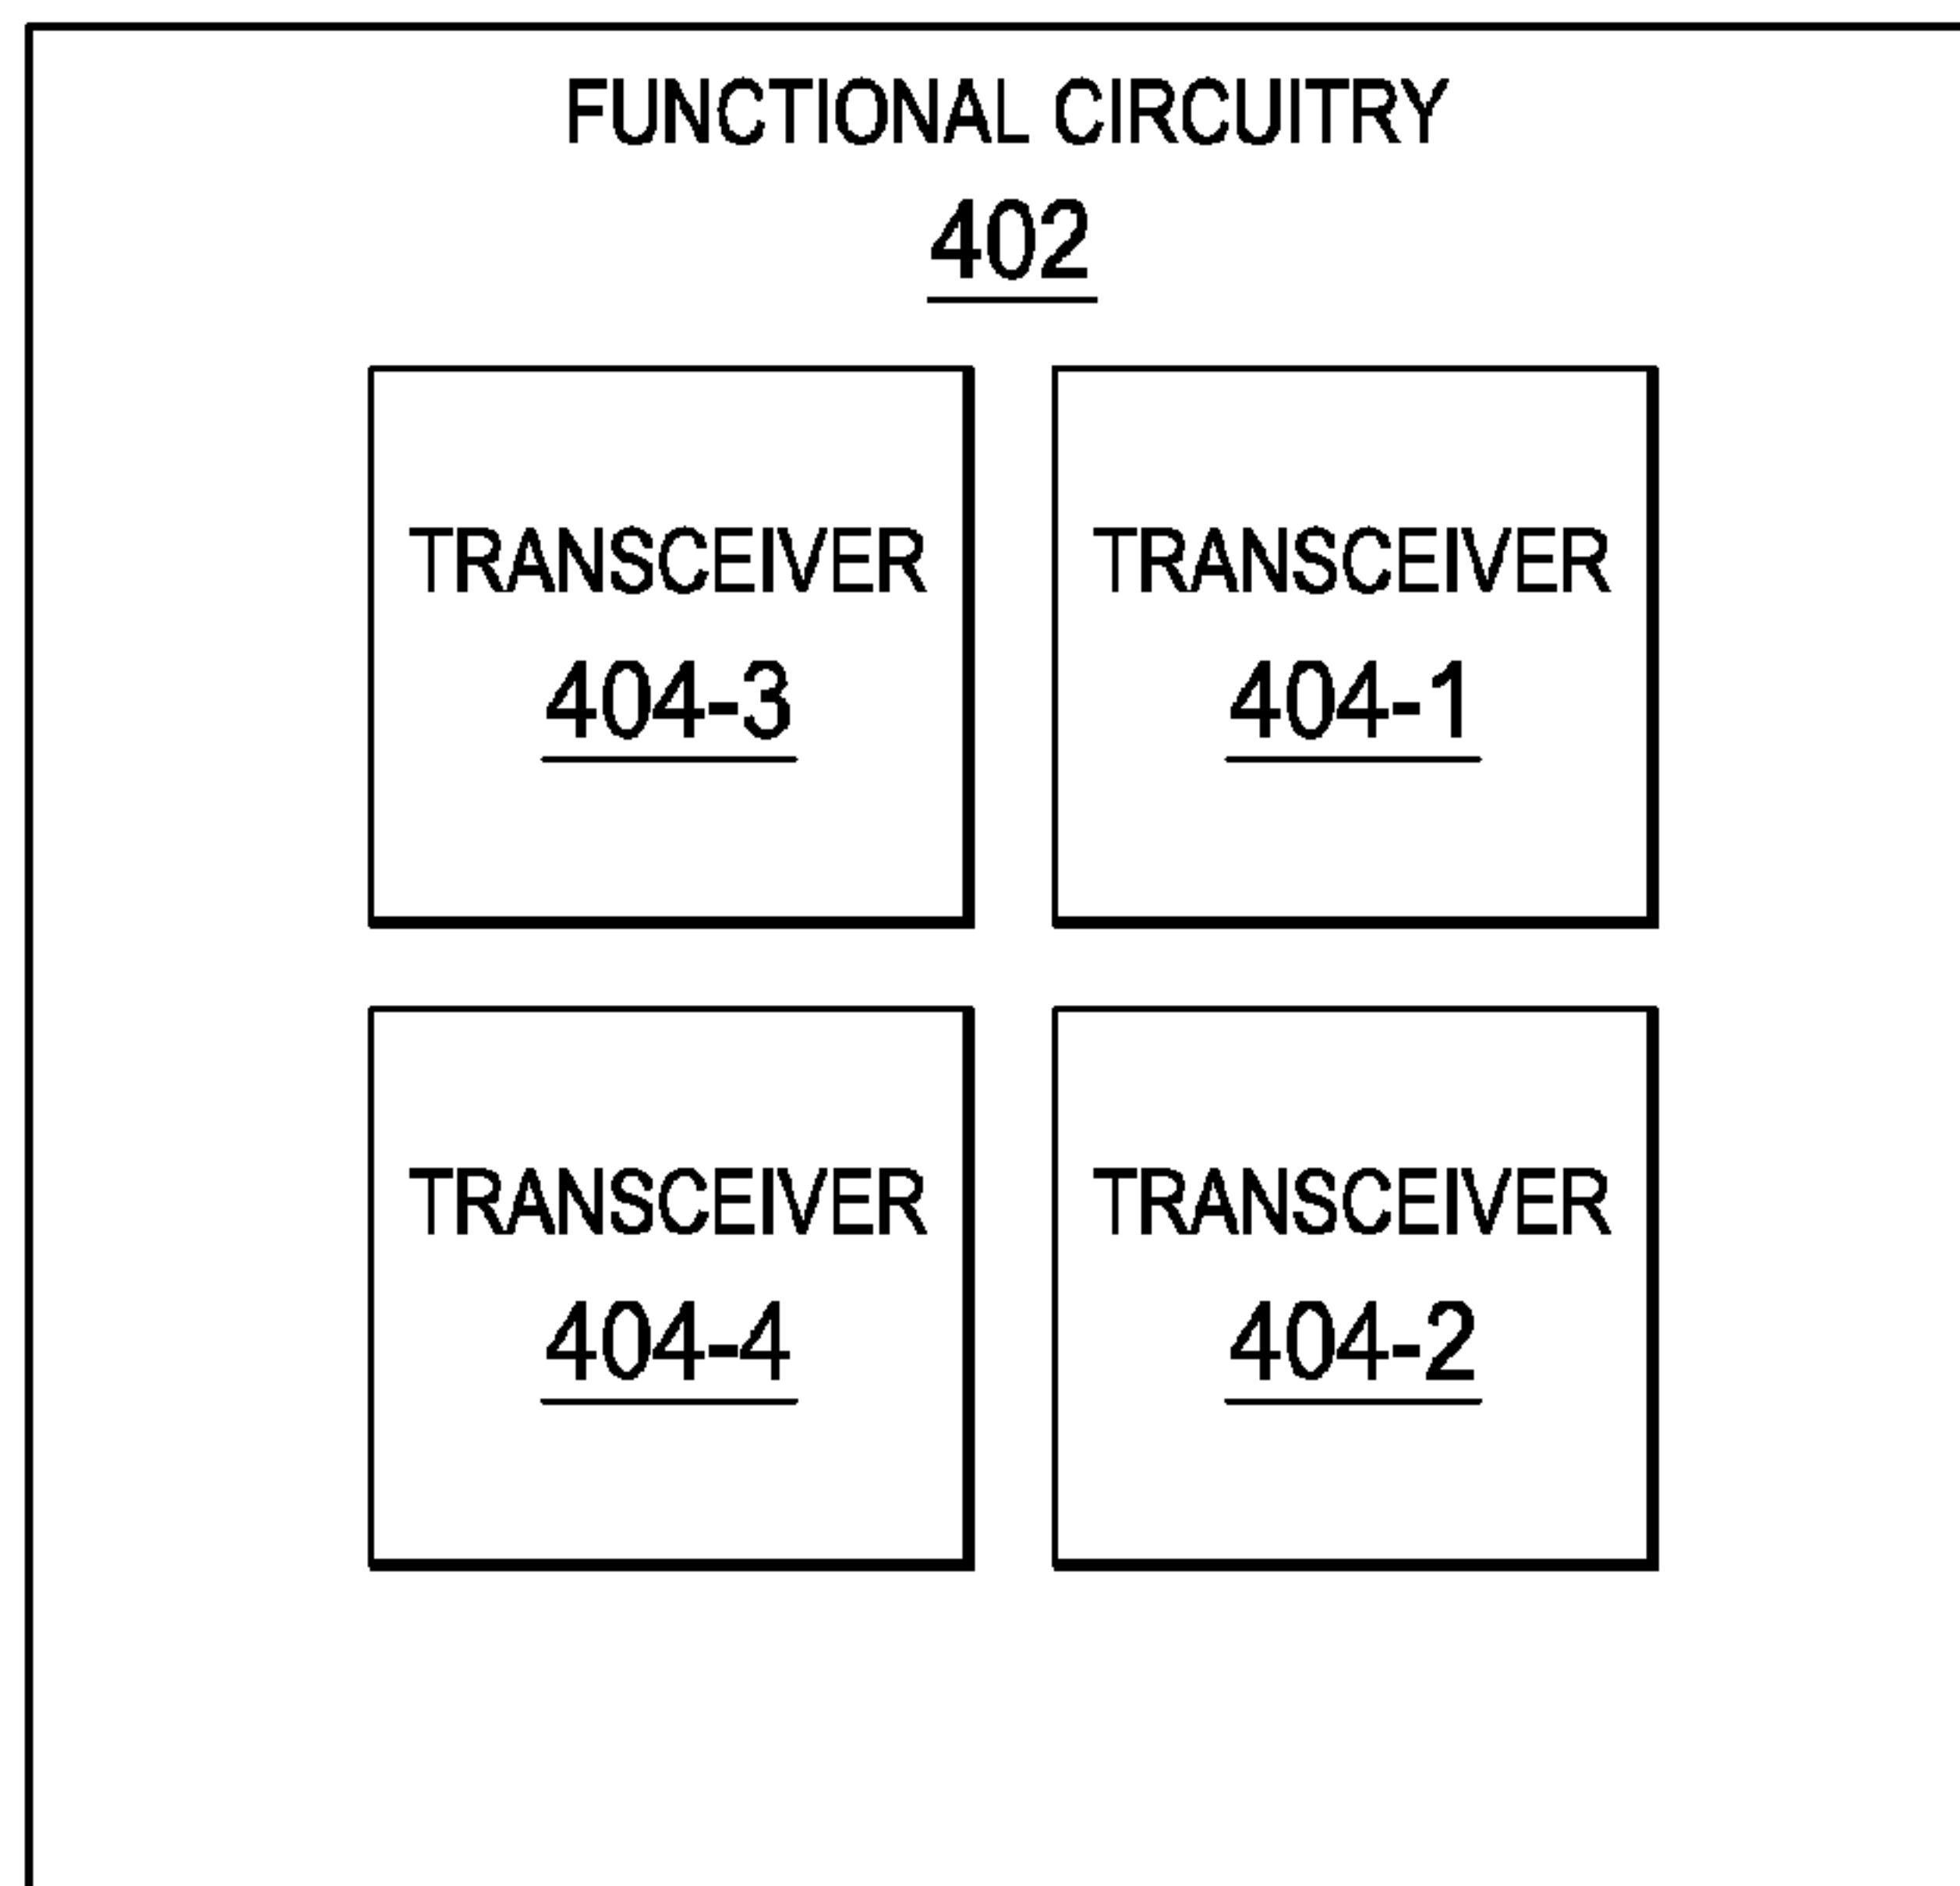 FUNCTIONAL CIRCUITRY
402
TRANSCEIVER
404-3
TRANSCEIVER
404-1
TRANSCEIVER
404-4
TRANSCEIVER
404-2